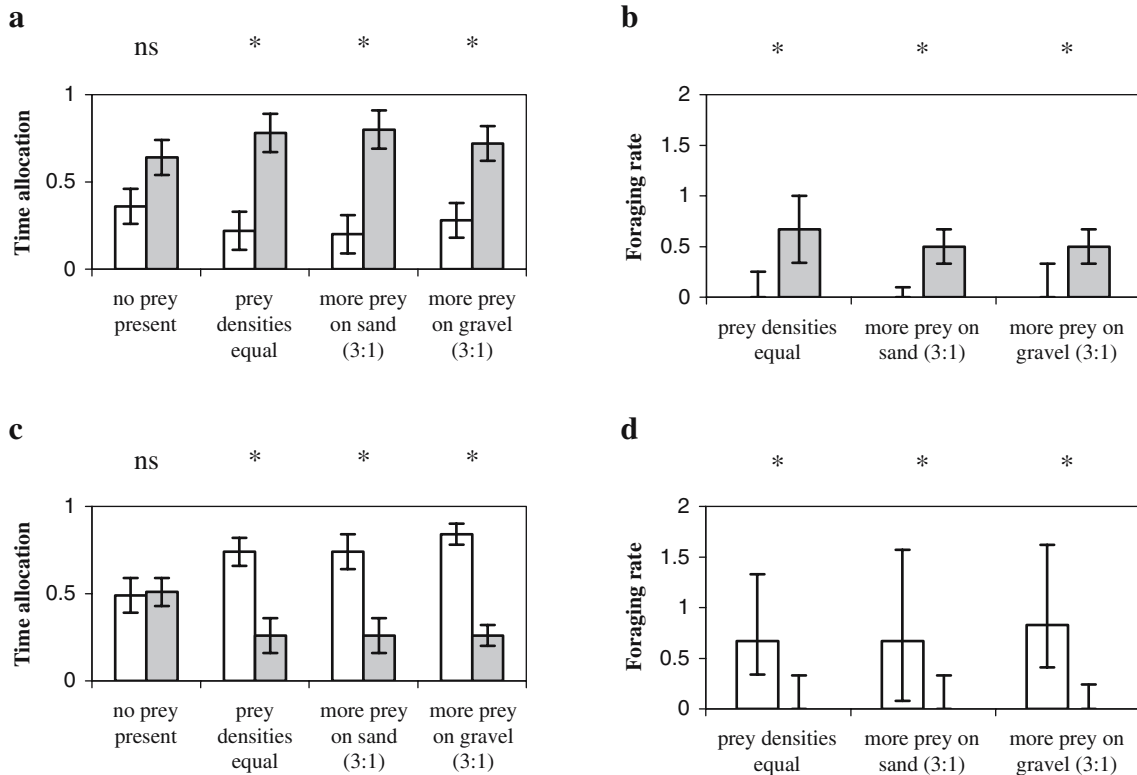 a
ns * * *
Time allocation
1
0.5
0
no prey present
prey densities equal
more prey on sand (3:1)
more prey on gravel (3:1)
b
* * *
Foraging rate
2
1.5
1
0.5
0
prey densities equal
more prey on sand (3:1)
more prey on gravel (3:1)
c
ns * * *
Time allocation
1
0.5
0
no prey present
prey densities equal
more prey on sand (3:1)
more prey on gravel (3:1)
d
* * *
Foraging rate
2
1.5
1
0.5
0
prey densities equal
more prey on sand (3:1)
more prey on gravel (3:1)